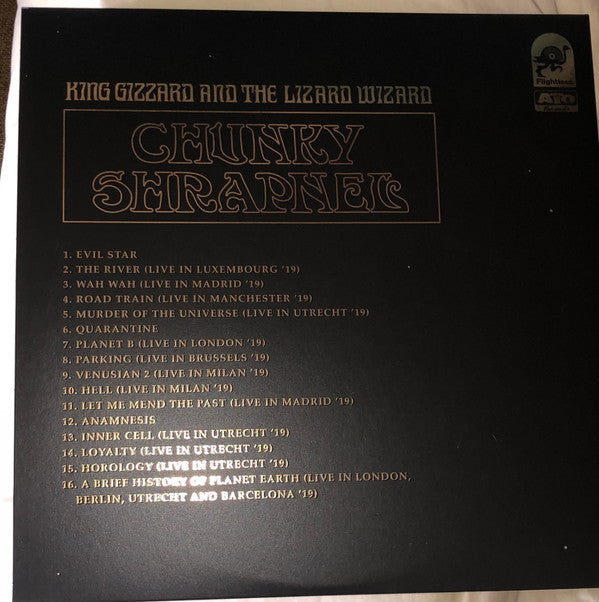 Flightless
ATO
Records
KING GIZZARD AND THE LIZARD WIZARD
CHUNKY
SHRAPNEL
1. EVIL STAR
2. THE RIVER (LIVE IN LUXEMBOURG '19)
3. WAH WAH (LIVE IN MADRID '19)
4. ROAD TRAIN (LIVE IN MANCHESTER '19)
5. MURDER OF THE UNIVERSE (LIVE IN UTRECHT '19)
6. QUARANTINE
7. PLANET B (LIVE IN LONDON '19)
8. PARKING (LIVE IN BRUSSELS '19)
9. VENUSIAN 2 (LIVE IN MILAN '19)
10. HELL (LIVE IN MILAN '19)
11. LET ME MEND THE PAST (LIVE IN MADRID '19)
12. ANAMNESIS
13. INNER CELL (LIVE IN UTRECHT '19)
14. LOYALTY (LIVE IN UTRECHT '19)
15. HOROLOGY (LIVE IN UTRECHT '19)
16. A BRIEF HISTORY OF PLANET EARTH (LIVE IN LONDON,
BERLIN, UTRECHT AND BARCELONA '19)